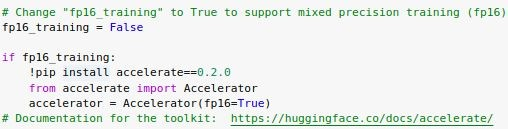 # Change "fp16_training" to True to support mixed precision training (fp16)
fp16_training = False
if fp16_training:
!pip install accelerate==0.2.0
from accelerate import Accelerator
accelerator = Accelerator(fp16=True)
# Documentation for the toolkit: https://huggingface.co/docs/accelerate/